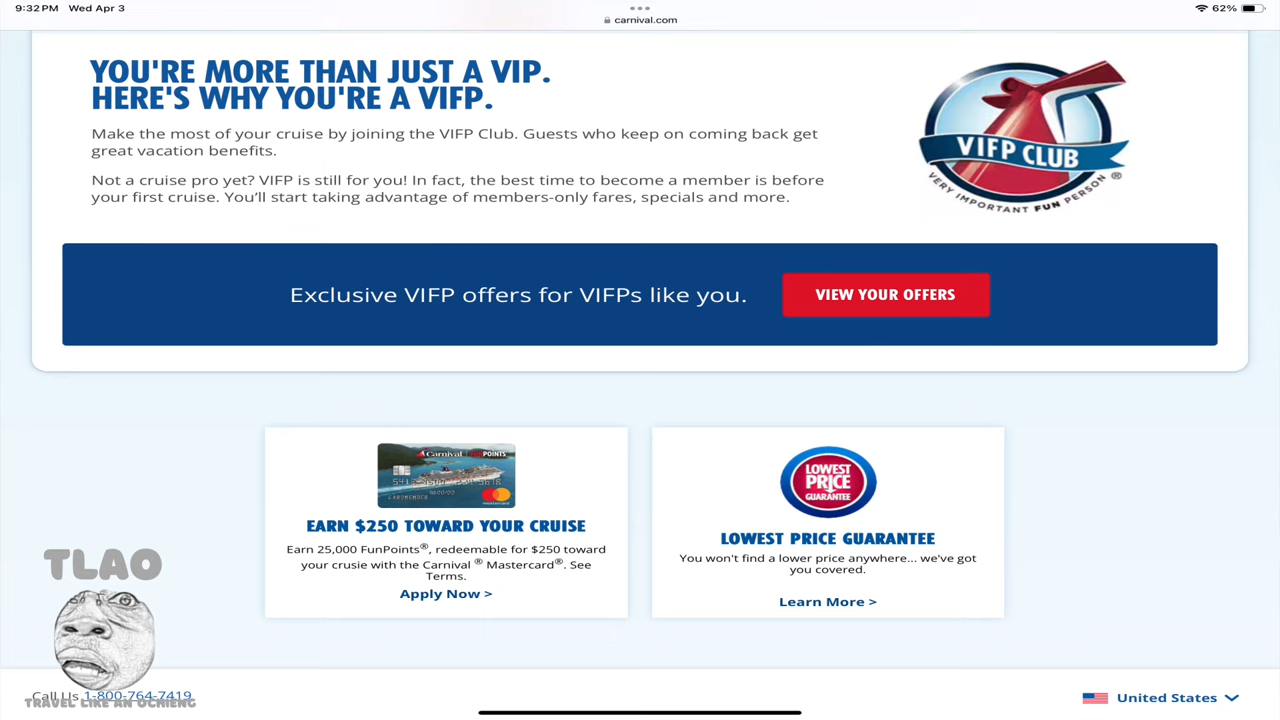 9:32 PM Wed Apr 3
62%
carnival.com
YOU'RE MORE THAN JUST A VIP.
HERE'S WHY YOU'RE A VIFP.
Make the most of your cruise by joining the VIFP Club. Guests who keep on coming back get
great vacation benefits.
Not a cruise pro yet? VIFP is still for you! In fact, the best time to become a member is before
your first cruise. You'll start taking advantage of members-only fares, specials and more.
VIFP CLUB
VERY IMPORTANT FUN PERSON ®
Exclusive VIFP offers for VIFPs like you.
VIEW YOUR OFFERS
Carnival
POINTS
mastercard
EARN $250 TOWARD YOUR CRUISE
Earn 25,000 FunPoints®, redeemable for $250 toward
your crusie with the Carnival ® Mastercard®. See
Terms.
Apply Now >
LOWEST
PRICE
GUARANTEE
LOWEST PRICE GUARANTEE
You won't find a lower price anywhere... we've got
you covered.
Learn More >
TLAO
TRAVEL LIKE AN OCHIENG
Call Us 1-800-764-7419
United States